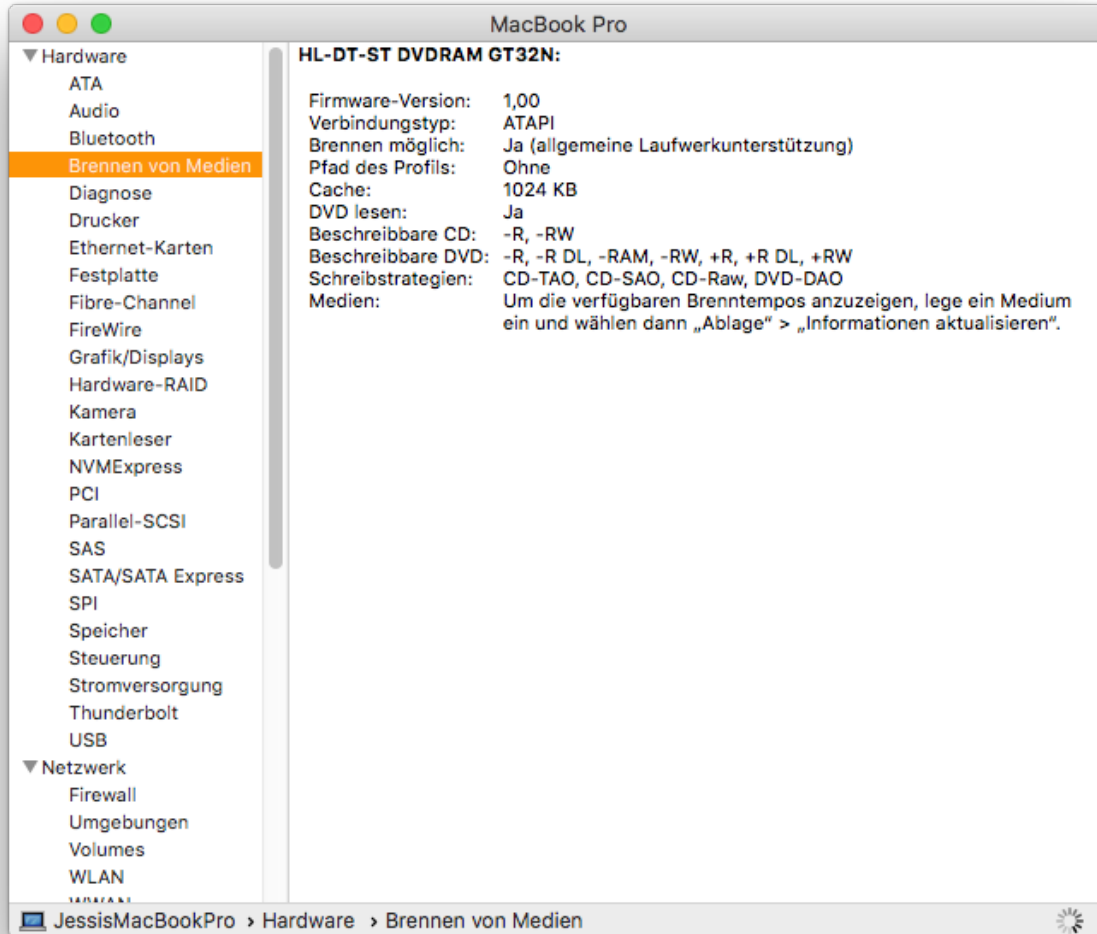 MacBook Pro
Hardware
ATA
Audio
Bluetooth
Brennen von Medien
Diagnose
Drucker
Ethernet-Karten
Festplatte
Fibre-Channel
FireWire
Grafik/Displays
Hardware-RAID
Kamera
Kartenleser
NVMExpress
PCI
Parallel-SCSI
SAS
SATA/SATA Express
SPI
Speicher
Steuerung
Stromversorgung
Thunderbolt
USB
Netzwerk
Firewall
Umgebungen
Volumes
WLAN
WWAN
HL-DT-ST DVDRAM GT32N:
Firmware-Version: 1,00
Verbindungstyp: ATAPI
Brennen möglich: Ja (allgemeine Laufwerkunterstützung)
Pfad des Profils: Ohne
Cache: 1024 KB
DVD lesen: Ja
Beschreibbare CD: -R, -RW
Beschreibbare DVD: -R, -R DL, -RAM, -RW, +R, +R DL, +RW
Schreibstrategien: CD-TAO, CD-SAO, CD-Raw, DVD-DAO
Medien: Um die verfügbaren Brenntempos anzuzeigen, lege ein Medium
ein und wählen dann „Ablage“ > „Informationen aktualisieren“.
JessisMacBookPro › Hardware › Brennen von Medien